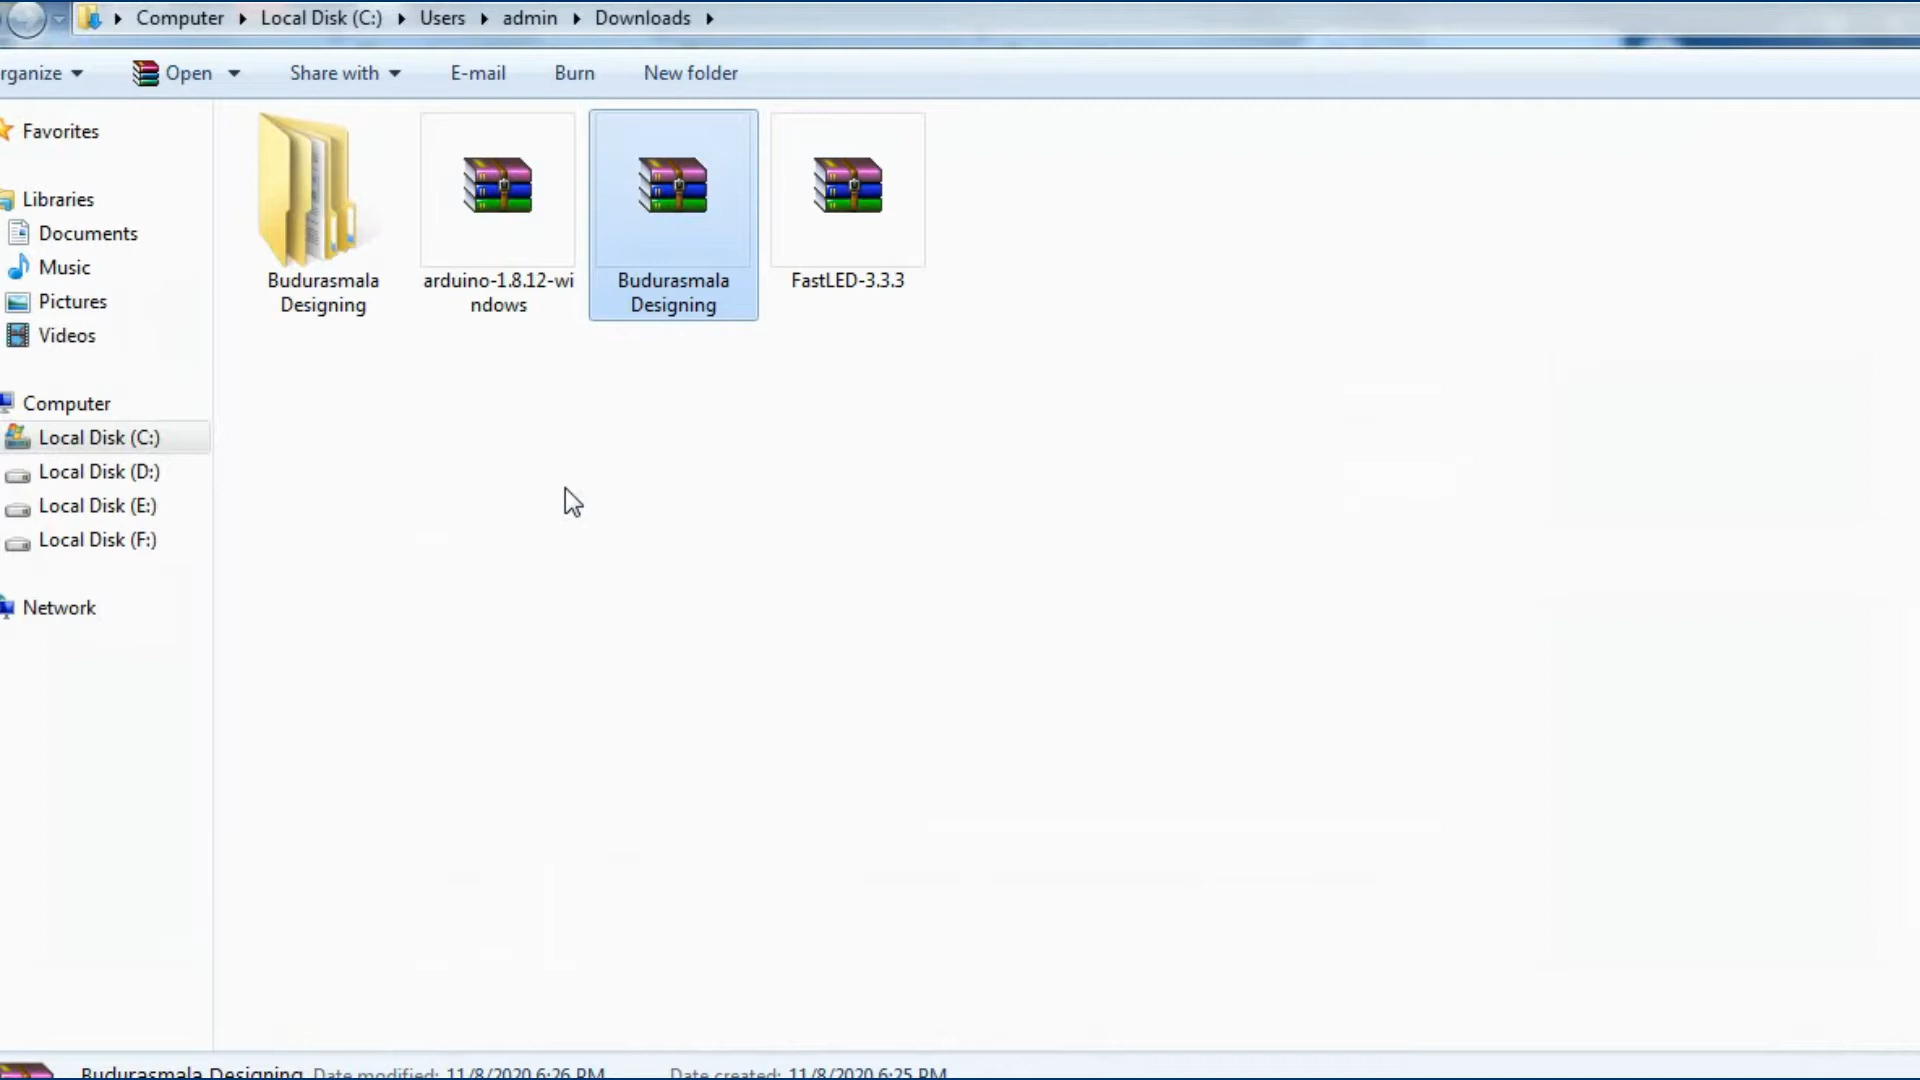 Computer Local Disk (C:) Users admin Downloads
rganize Open Share with E-mail Burn New folder
Favorites
Libraries
Documents
Music
Pictures
Videos
Computer
Local Disk (C:)
Local Disk (D:)
Local Disk (E:)
Local Disk (F:)
Network
Budurasmala
Designing
arduino-1.8.12-wi
ndows
Budurasmala
Designing
FastLED-3.3.3
Budurasmala Designing Date modified: 11/8/2020 6:26 PM Date created: 11/8/2020 6:25 PM